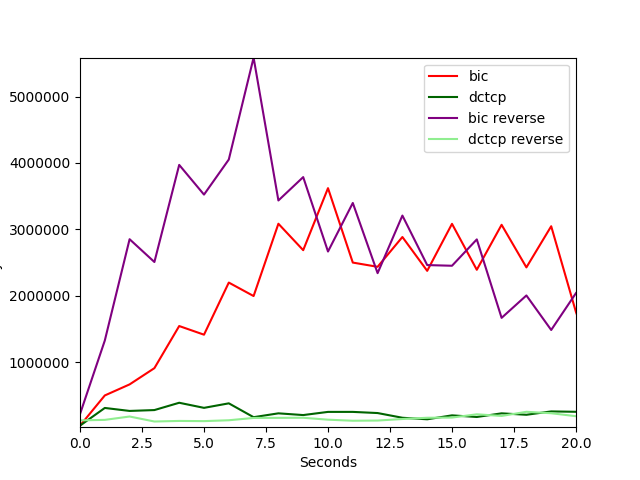 5000000
4000000
3000000
2000000
1000000
0.0 2.5 5.0 7.5 10.0 12.5 15.0 17.5 20.0
Seconds
bic
dctcp
bic reverse
dctcp reverse